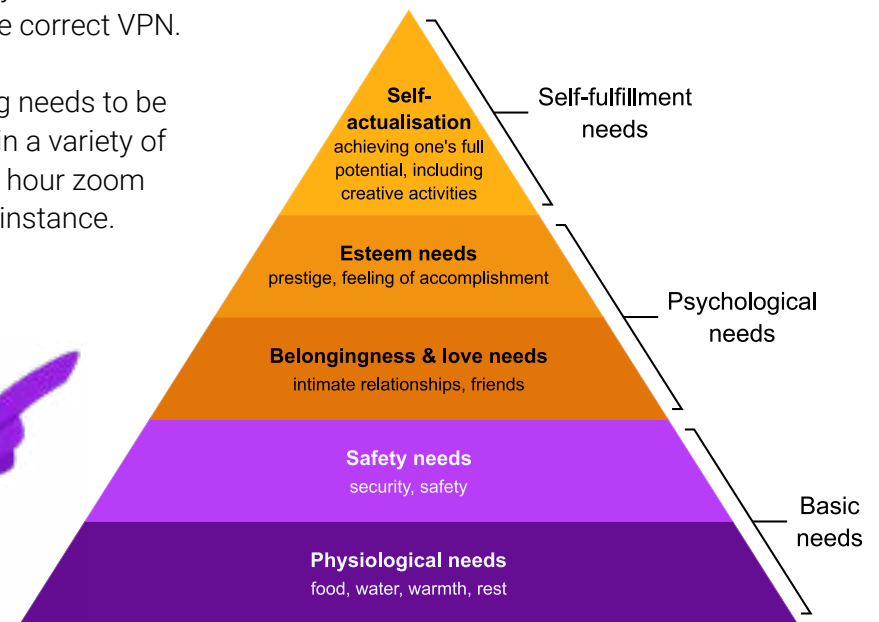 e correct VPN.
g needs to be
in a variety of
hour zoom
instance.
Self-
actualisation
achieving one's full
potential, including
creative activities
Esteem needs
prestige, feeling of accomplishment
Belongingness & love needs
intimate relationships, friends
Safety needs
security, safety
Physiological needs
food, water, warmth, rest
Self-fulfillment
needs
Psychological
needs
Basic
needs